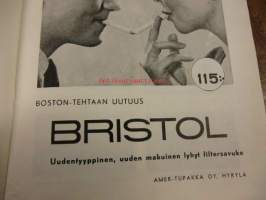 115:-
BOSTON-TEHTAAN UUTUUS
BRISTOL
Uudentyyppinen, uuden makuinen lyhyt filtersavuke
AMER-TUPAKKA OY, HYRYLÄ